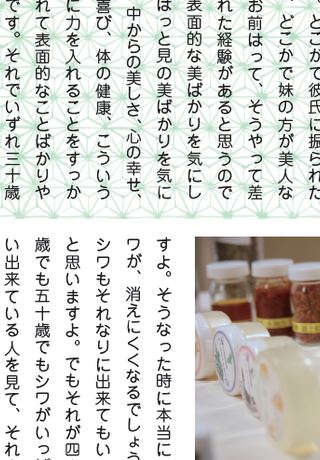 どこかで彼氏に振られた
、どこかで妹の方が美人な
お前はって、そうやって差
れた経験があると思うので
表面的な美ばかりを気にし
ぱっと見の美ばかりを気に
中からの美しさ、心の幸せ、
喜び、体の健康、こういう
に力を入れることをすっか
れて表面的なことばかりや
です。それでいずれ三十歳
すよ。そうなった時に本当に
ワが、消えにくくなるでしょう
シワもそれなりに出来てもい
と思いますよ。でもそれが四
歳でも五十歳でもシワがいっぱ
い出来ている人を見て、それ